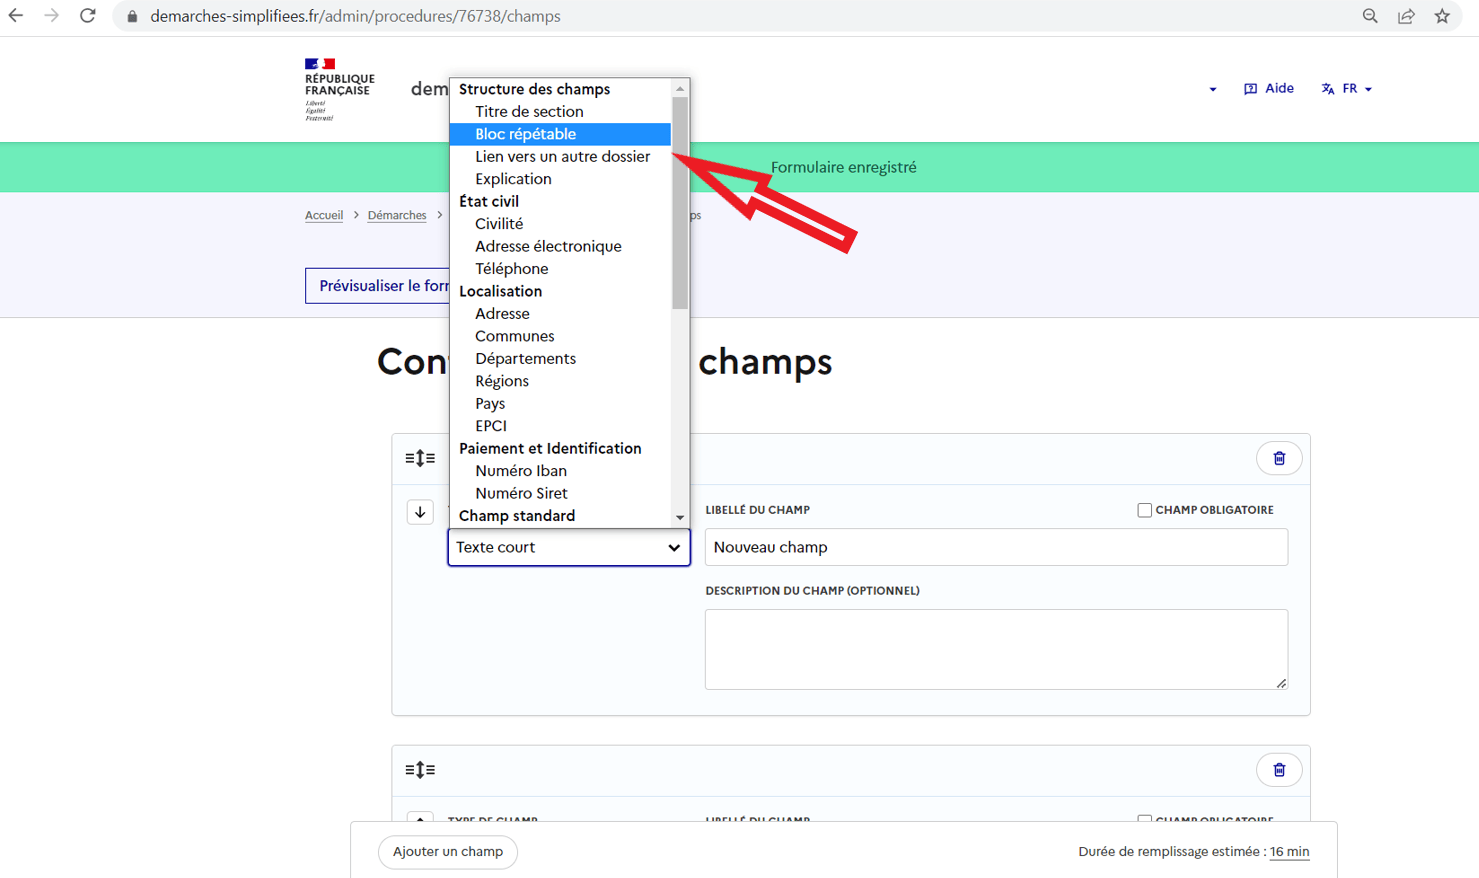 demarches-simplifiees.fr/admin/procedures/76738/champs
RÉPUBLIQUE
FRANÇAISE
Liberté
Égalité
Fraternité
dem
Aide
FR
Structure des champs
Titre de section
Bloc répétable
Lien vers un autre dossier
Explication
État civil
Civilité
Adresse électronique
Téléphone
Localisation
Adresse
Communes
Départements
Régions
Pays
EPCI
Paiement et Identification
Numéro Iban
Numéro Siret
Champ standard
Formulaire enregistré
Accueil > Démarches > ps
Prévisualiser le for
Con champs
LIBELLÉ DU CHAMP
CHAMP OBLIGATOIRE
Texte court
Nouveau champ
DESCRIPTION DU CHAMP (OPTIONNEL)
TYPE DE CHAMP
LIBELLÉ DU CHAMP
CHAMP OBLIGATOIRE
Ajouter un champ
Durée de remplissage estimée : 16 min